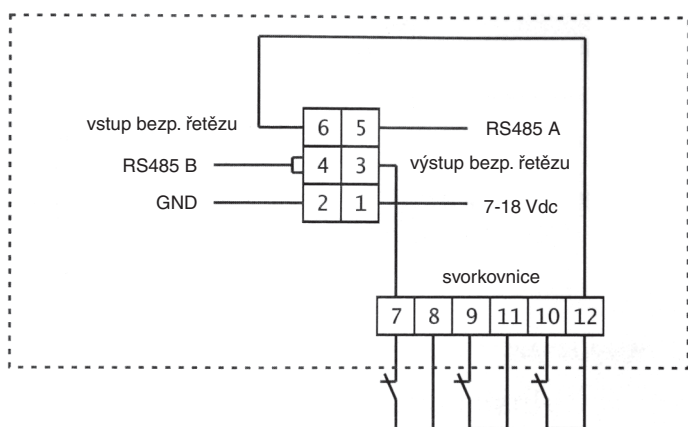 vstup bezp. řetězu
6 5
RS485 A
RS485 B
4 3
výstup bezp. řetězu
GND
2 1
7-18 Vdc
svorkovnice
7 8 9 11 10 12